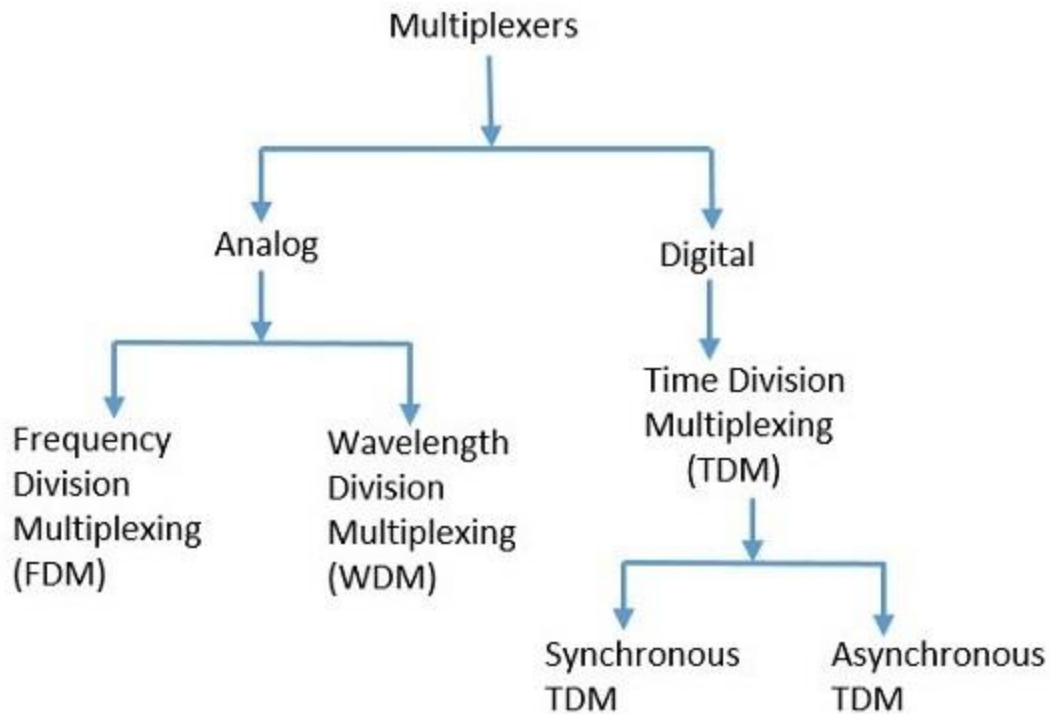 Multiplexers
Analog
Digital
Frequency
Division
Multiplexing
(FDM)
Wavelength
Division
Multiplexing
(WDM)
Time Division
Multiplexing
(TDM)
Synchronous
TDM
Asynchronous
TDM